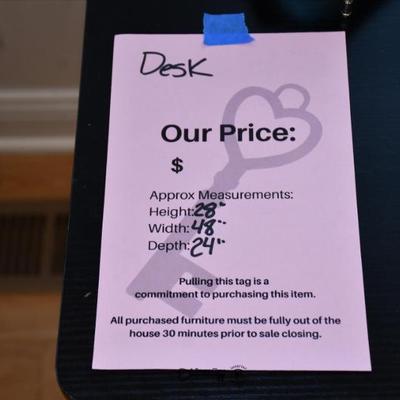 Desk
Our Price:
$
Approx Measurements:
Height: 28"
Width: 48"
Depth: 24"
Pulling this tag is a
commitment to purchasing this item.
All purchased furniture must be fully out of the
house 30 minutes prior to sale closing.